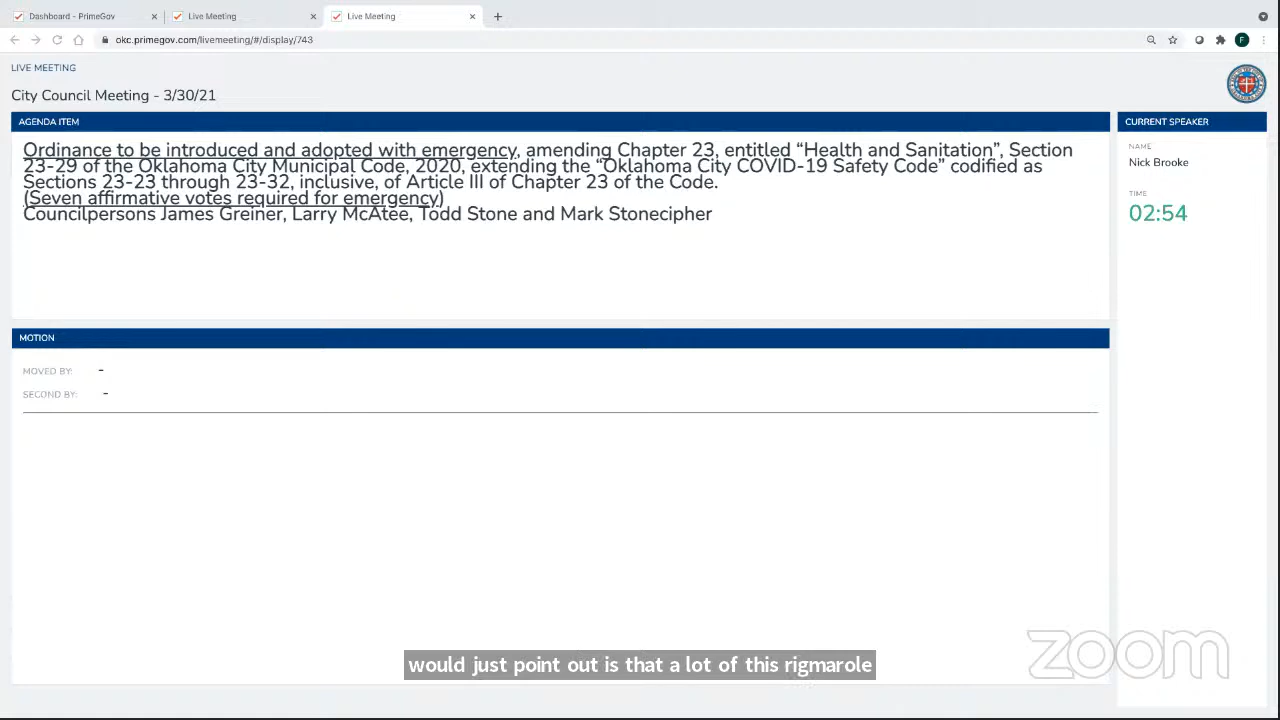 Dashboard - PrimeGov
Live Meeting
Live Meeting
okc.primegov.com/livemeeting/#/display/743
F
LIVE MEETING
City Council Meeting - 3/30/21
AGENDA ITEM
Ordinance to be introduced and adopted with emergency, amending Chapter 23, entitled “Health and Sanitation”, Section
23-29 of the Oklahoma City Municipal Code, 2020, extending the “Oklahoma City COVID-19 Safety Code” codified as
Sections 23-23 through 23-32, inclusive, of Article III of Chapter 23 of the Code.
(Seven affirmative votes required for emergency)
Councilpersons James Greiner, Larry McAtee, Todd Stone and Mark Stonecipher
CURRENT SPEAKER
NAME
Nick Brooke
TIME
02:54
MOTION
MOVED BY: -
SECOND BY: -
would just point out is that a lot of this rigmarole
zoom